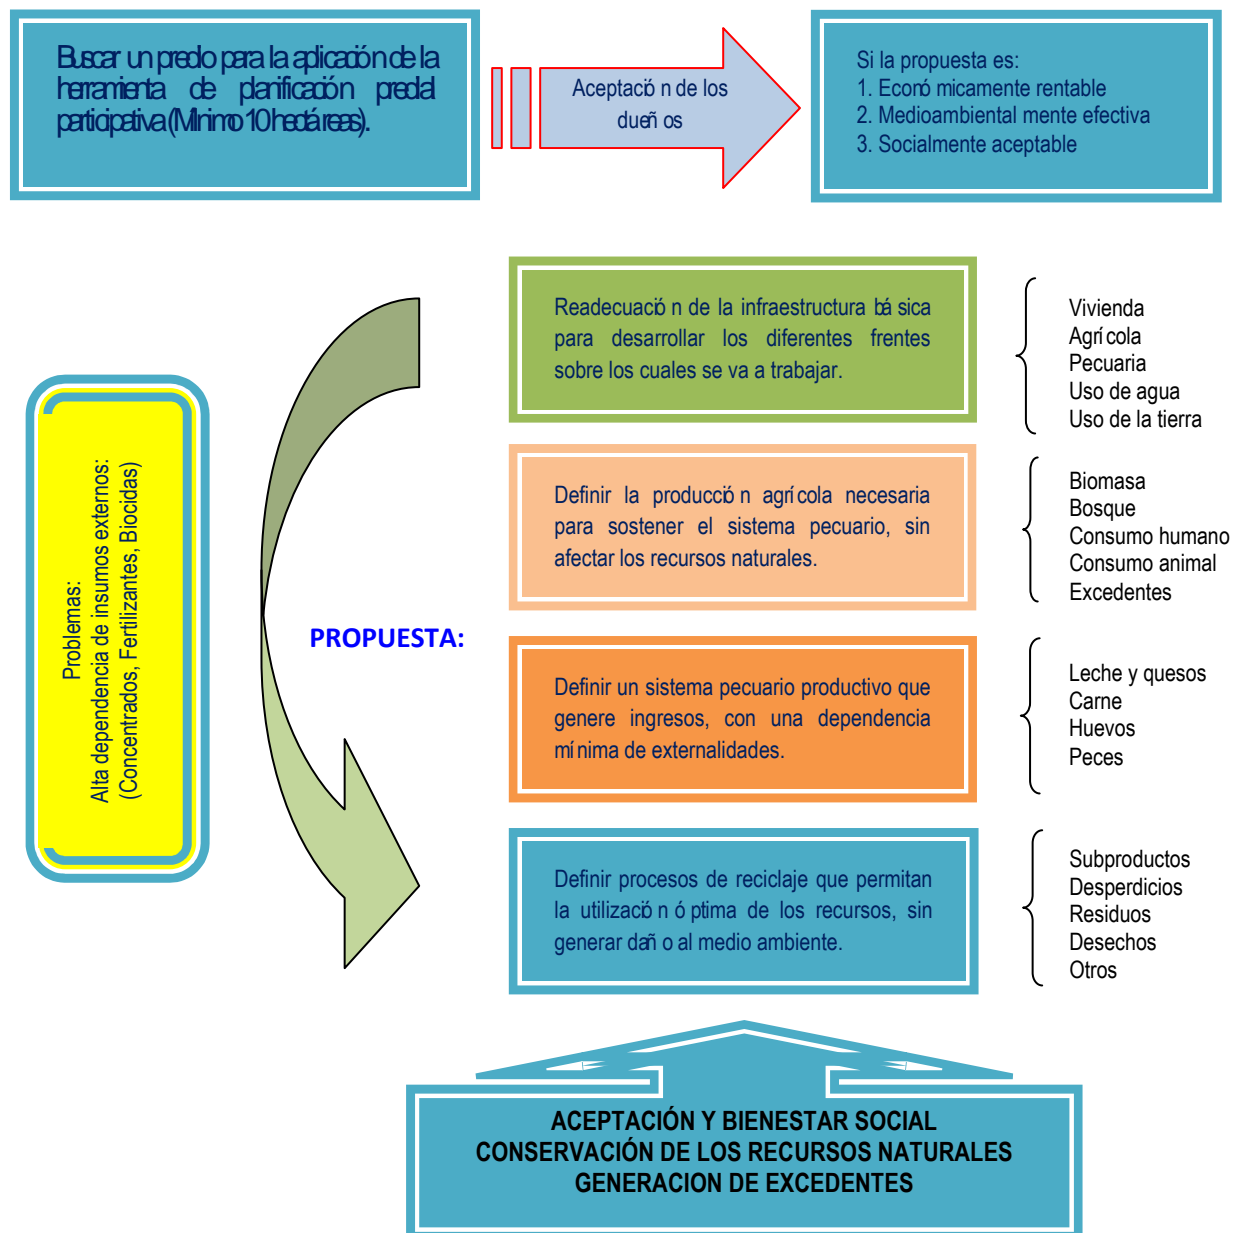 Buscar un predio para la aplicación de la
herramienta de planificación predial
participativa (Mínimo 10 hectáreas).
Aceptación de los
dueños
Si la propuesta es:
1. Económicamente rentable
2. Medioambiental mente efectiva
3. Socialmente aceptable
Problemas:
Alta dependencia de insumos externos:
(Concentrados, Fertilizantes, Biocidas)
PROPUESTA:
Readecuación de la infraestructura básica
para desarrollar los diferentes frentes
sobre los cuales se va a trabajar.
Vivienda
Agrícola
Pecuaria
Uso de agua
Uso de la tierra
Definir la producción agrícola necesaria
para sostener el sistema pecuario, sin
afectar los recursos naturales.
Biomasa
Bosque
Consumo humano
Consumo animal
Excedentes
Definir un sistema pecuario productivo que
genere ingresos, con una dependencia
mínima de externalidades.
Leche y quesos
Carne
Huevos
Peces
Definir procesos de reciclaje que permitan
la utilización óptima de los recursos, sin
generar daño al medio ambiente.
Subproductos
Desperdicios
Residuos
Desechos
Otros
ACEPTACIÓN Y BIENESTAR SOCIAL
CONSERVACIÓN DE LOS RECURSOS NATURALES
GENERACION DE EXCEDENTES